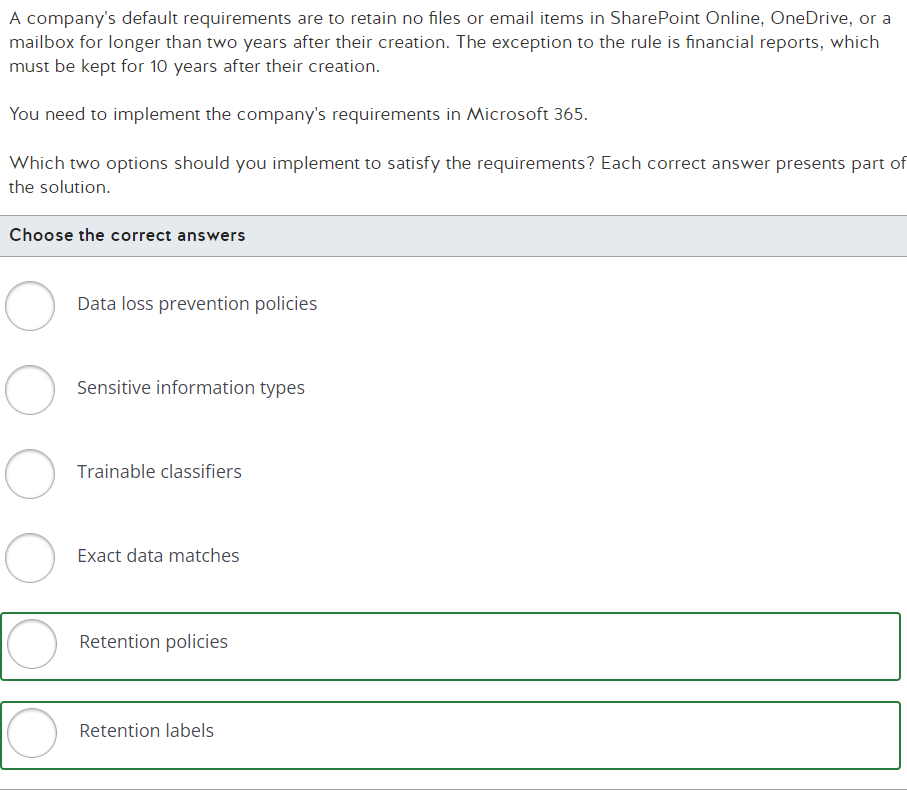 A company's default requirements are to retain no files or email items in SharePoint Online, OneDrive, or a
mailbox for longer than two years after their creation. The exception to the rule is financial reports, which
must be kept for 10 years after their creation.
You need to implement the company's requirements in Microsoft 365.
Which two options should you implement to satisfy the requirements? Each correct answer presents part of
the solution.
Choose the correct answers
Data loss prevention policies
Sensitive information types
Trainable classifiers
Exact data matches
Retention policies
Retention labels